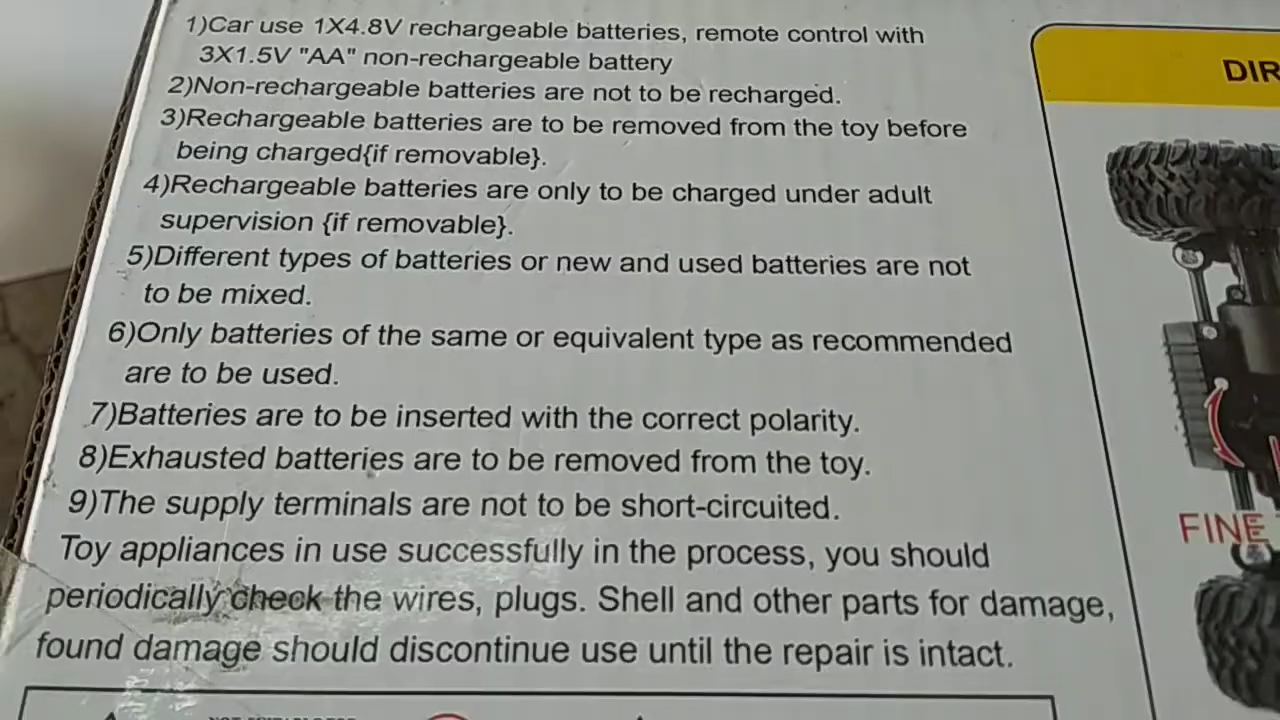 1)Car use 1X4.8V rechargeable batteries, remote control with
3X1.5V "AA" non-rechargeable battery
2)Non-rechargeable batteries are not to be recharged.
3)Rechargeable batteries are to be removed from the toy before
being charged{if removable}.
4)Rechargeable batteries are only to be charged under adult
supervision {if removable}.
5)Different types of batteries or new and used batteries are not
to be mixed.
6)Only batteries of the same or equivalent type as recommended
are to be used.
7)Batteries are to be inserted with the correct polarity.
8)Exhausted batteries are to be removed from the toy.
9)The supply terminals are not to be short-circuited.
Toy appliances in use successfully in the process, you should
periodically check the wires, plugs. Shell and other parts for damage,
found damage should discontinue use until the repair is intact.
DIR
FINE